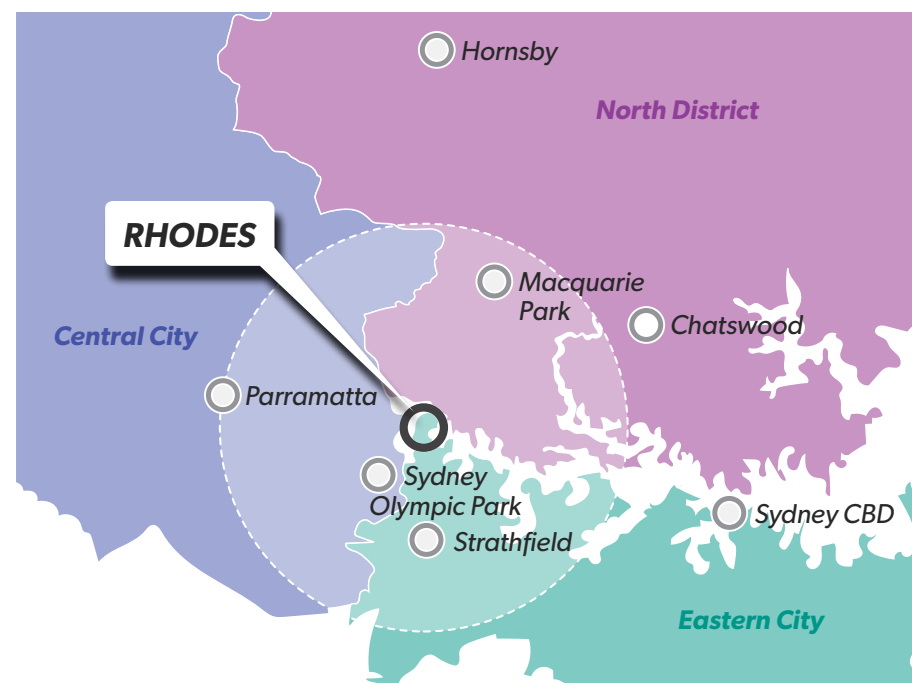 Hornsby
North District
RHODES
Macquarie
Park
Chatswood
Central City
Parramatta
Sydney
Olympic Park
Sydney CBD
Strathfield
Eastern City